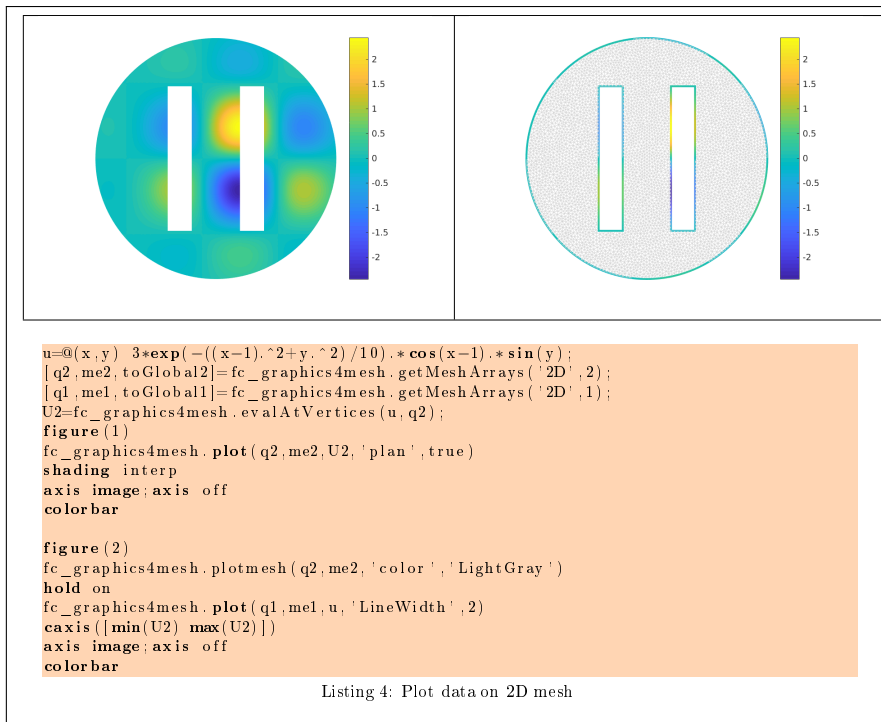 2
1.5
1
0.5
0
-0.5
-1
-1.5
-2
2
1.5
1
0.5
0
-0.5
-1
-1.5
-2
u=@(x,y) 3*exp(-((x-1).^2+y.^2)/10).*cos(x-1).*sin(y);
[q2,me2,toGlobal2]=fc_graphics4mesh.getMeshArrays('2D',2);
[q1,me1,toGlobal1]=fc_graphics4mesh.getMeshArrays('2D',1);
U2=fc_graphics4mesh.evalAtVertices(u,q2);
figure(1)
fc_graphics4mesh.plot(q2,me2,U2,'plan',true)
shading interp
axis image;axis off
colorbar
figure(2)
fc_graphics4mesh.plotmesh(q2,me2,'color','LightGray')
hold on
fc_graphics4mesh.plot(q1,me1,u,'LineWidth',2)
caxis([min(U2) max(U2)])
axis image;axis off
colorbar
Listing 4: Plot data on 2D mesh